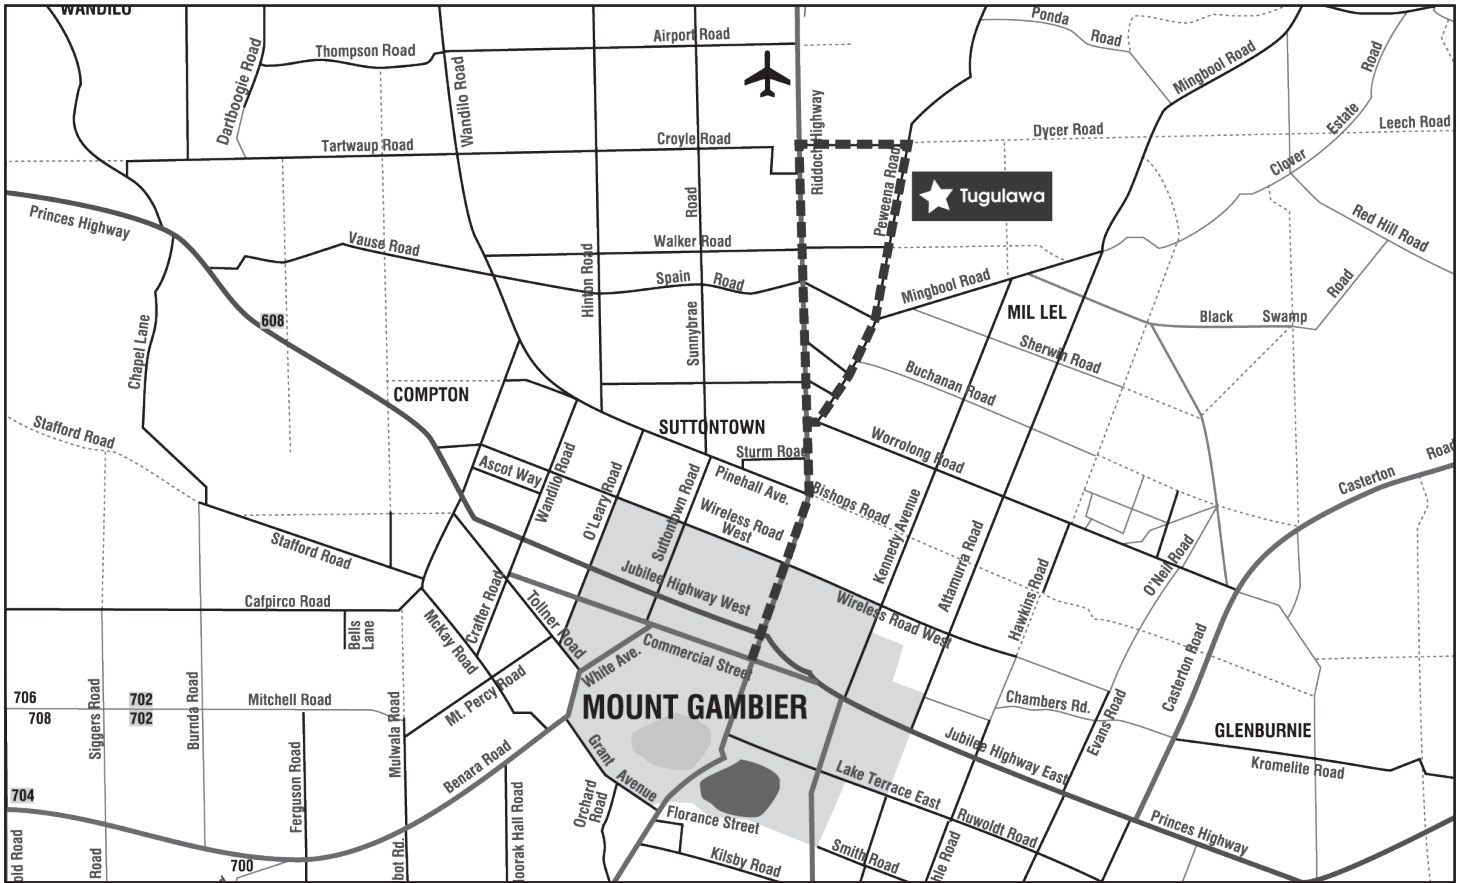 WANDILO
Ponda
Road
Airport Road
Thompson Road
Dartboogie Road
Wandilo Road
Mingbool Road
Road
Estate
Clover
Riddoch Highway
Dycer Road
Leech Road
Croyle Road
Tartwaup Road
Peweena Road
Tugulawa
Road
Princes Highway
Vause Road
Walker Road
Red Hill Road
Hinton Road
Spain Road
Mingbool Road
Road
608
Chapel Lane
Sunnybrae
MIL LEL
Black Swamp
Sherwin Road
Buchanan Road
COMPTON
SUTTONTOWN
Stafford Road
Sturm Road
Worrolong Road
Road
Casterton
Ascot Way
Wandilo Road
O'Leary Road
Suttontown Road
Pinehall Ave.
Bishops Road
Wireless Road
West
Kennedy Avenue
Attamurra Road
Stafford Road
Jubilee Highway West
Hawkins Road
O'Neil Road
Cafpirco Road
Bells
Lane
McKay Road
Crafter Road
Tollner Road
Wireless Road West
Commercial Street
White Ave.
Casterton Road
706
708
702
702
Siggers Road
Burnda Road
Mitchell Road
Mulwala Road
Mt. Percy Road
MOUNT GAMBIER
Chambers Rd.
Evans Road
GLENBURNIE
Kromelite Road
Ferguson Road
Benara Road
Grant
Avenue
Jubilee Highway East
Lake Terrace East
704
Orchard
Road
Florance Street
Ruwoldt Road
Princes Highway
old Road
Road
700
bot Rd.
oorak Hall Road
Kilsby Road
Smith Road
hle Road